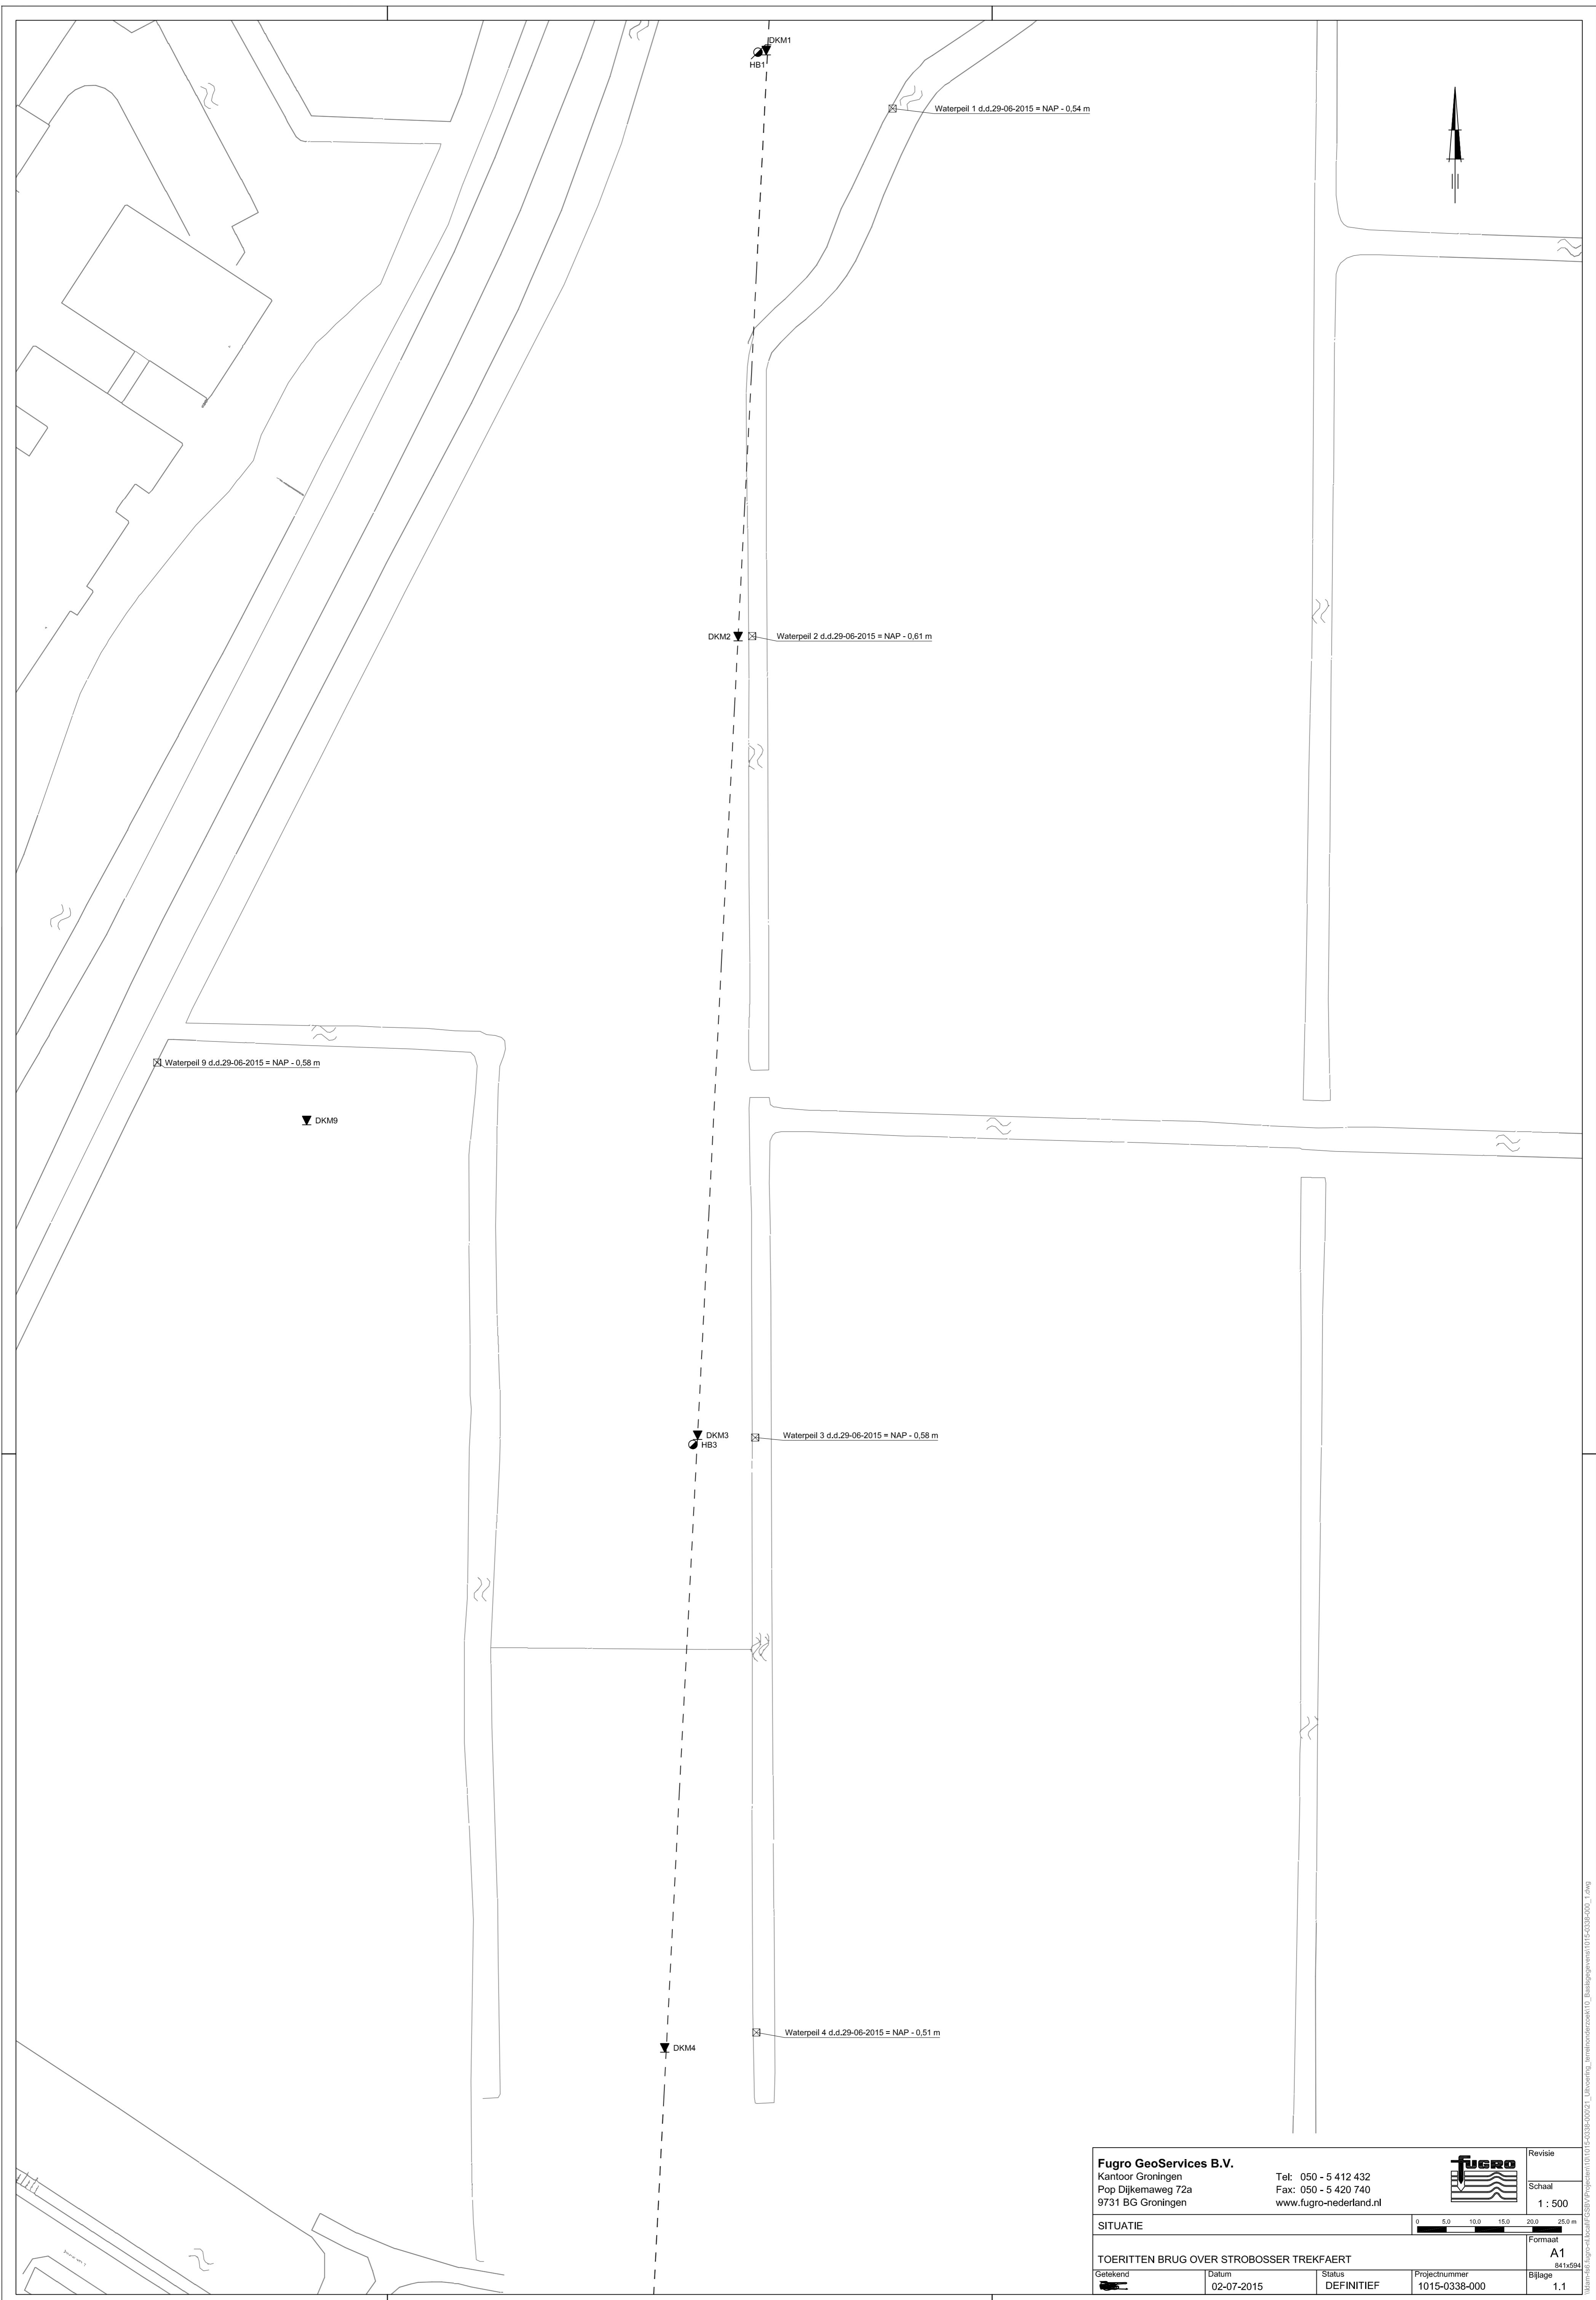 DKM1
HB1
Waterpeil 1 d.d.29-06-2015 = NAP - 0,54 m
DKM2
Waterpeil 2 d.d.29-06-2015 = NAP - 0,61 m
Waterpeil 9 d.d.29-06-2015 = NAP - 0,58 m
DKM9
DKM3
HB3
Waterpeil 3 d.d.29-06-2015 = NAP - 0,58 m
Waterpeil 4 d.d.29-06-2015 = NAP - 0,51 m
DKM4
Fugro GeoServices B.V.
Kantoor Groningen
Pop Dijkemaweg 72a
9731 BG Groningen
Tel: 050 - 5 412 432
Fax: 050 - 5 420 740
www.fugro-nederland.nl
FUGRO
Revisie
Schaal
1 : 500
SITUATIE
0 5,0 10,0 15,0 20,0 25,0 m
TOERITTEN BRUG OVER STROBOSSER TREKFAERT
Formaat
A1
841x594
Getekend
Datum
02-07-2015
Status
DEFINITIEF
Projectnummer
1015-0338-000
Bijlage
1.1